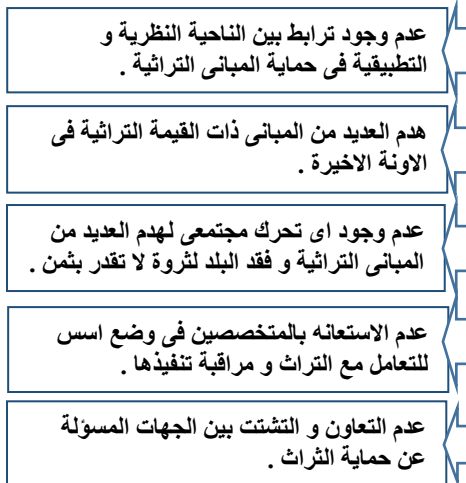 عدم وجود ترابط بين الناحية النظرية و
التطبيقية فى حماية المبانى التراثية .
هدم العديد من المبانى ذات القيمة التراثية فى
الاونة الاخيرة .
عدم وجود اى تحرك مجتمعى لهدم العديد من
المبانى التراثية و فقد البلد لثروة لا تقدر بثمن .
عدم الاستعانه بالمتخصصين فى وضع اسس
للتعامل مع التراث و مراقبة تنفيذها .
عدم التعاون و التشتت بين الجهات المسؤلة
عن حماية الثراث .